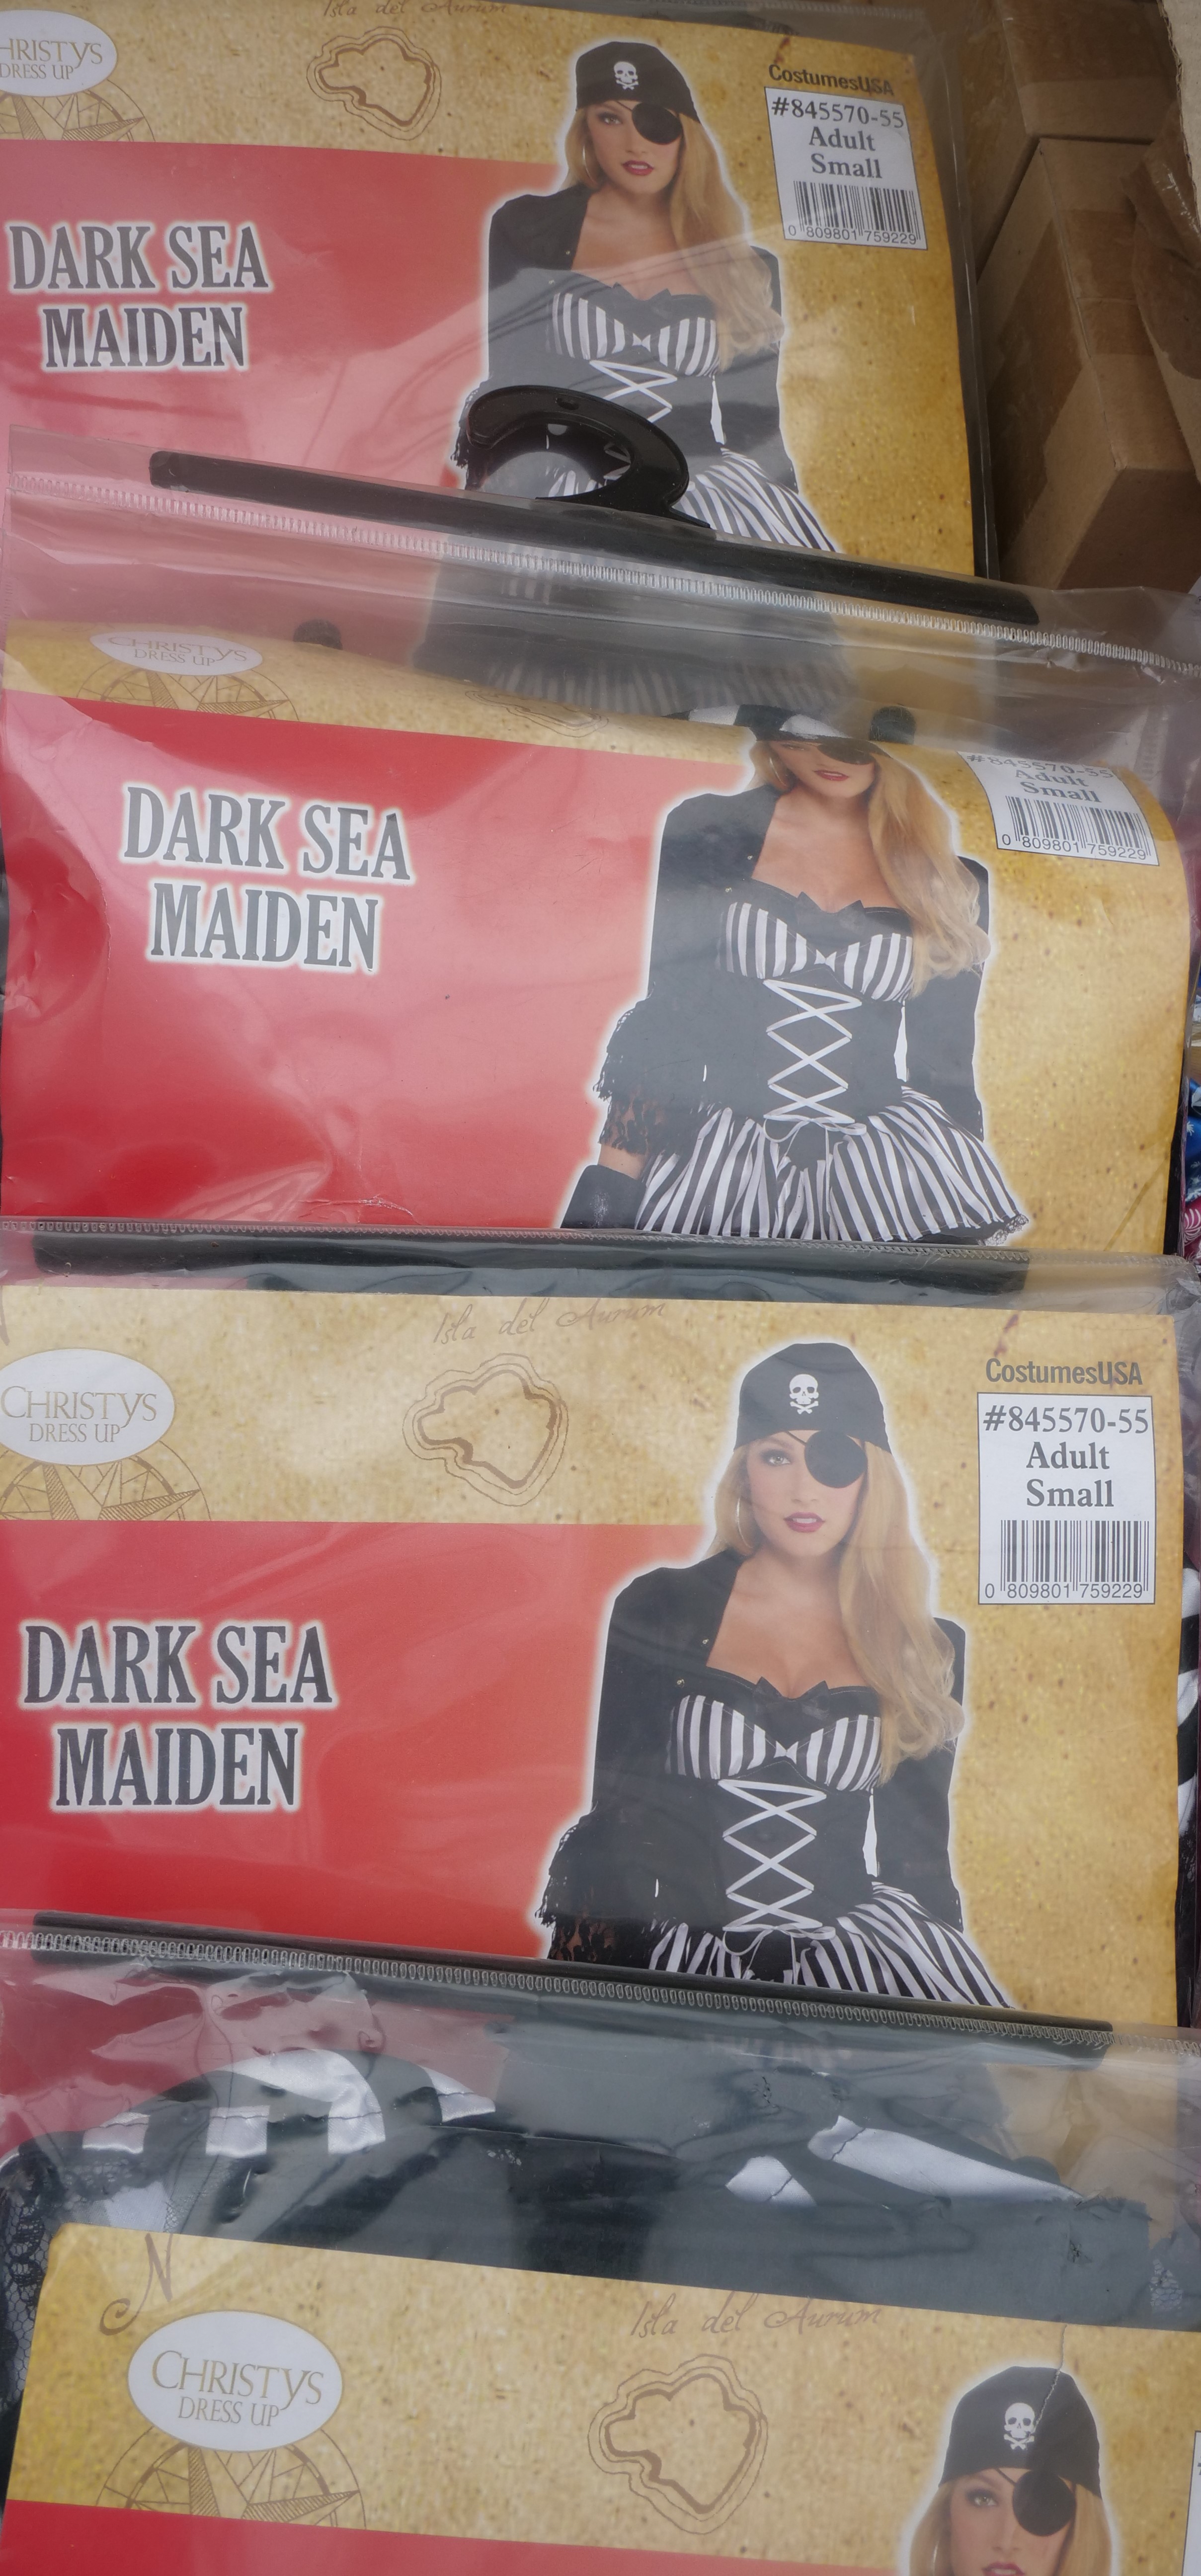 Isla del Aurum
CHRISTYS
DRESS UP
CostumesUSA
#845570-55
Adult
Small
0 809801 759229
DARK SEA
MAIDEN
CHRISTYS
DRESS UP
#845570-55
Adult
Small
0 809801 759229
DARK SEA
MAIDEN
Isla del Aurum
CHRISTYS
DRESS UP
CostumesUSA
#845570-55
Adult
Small
0 809801 759229
DARK SEA
MAIDEN
N
Isla del Aurum
CHRISTYS
DRESS UP